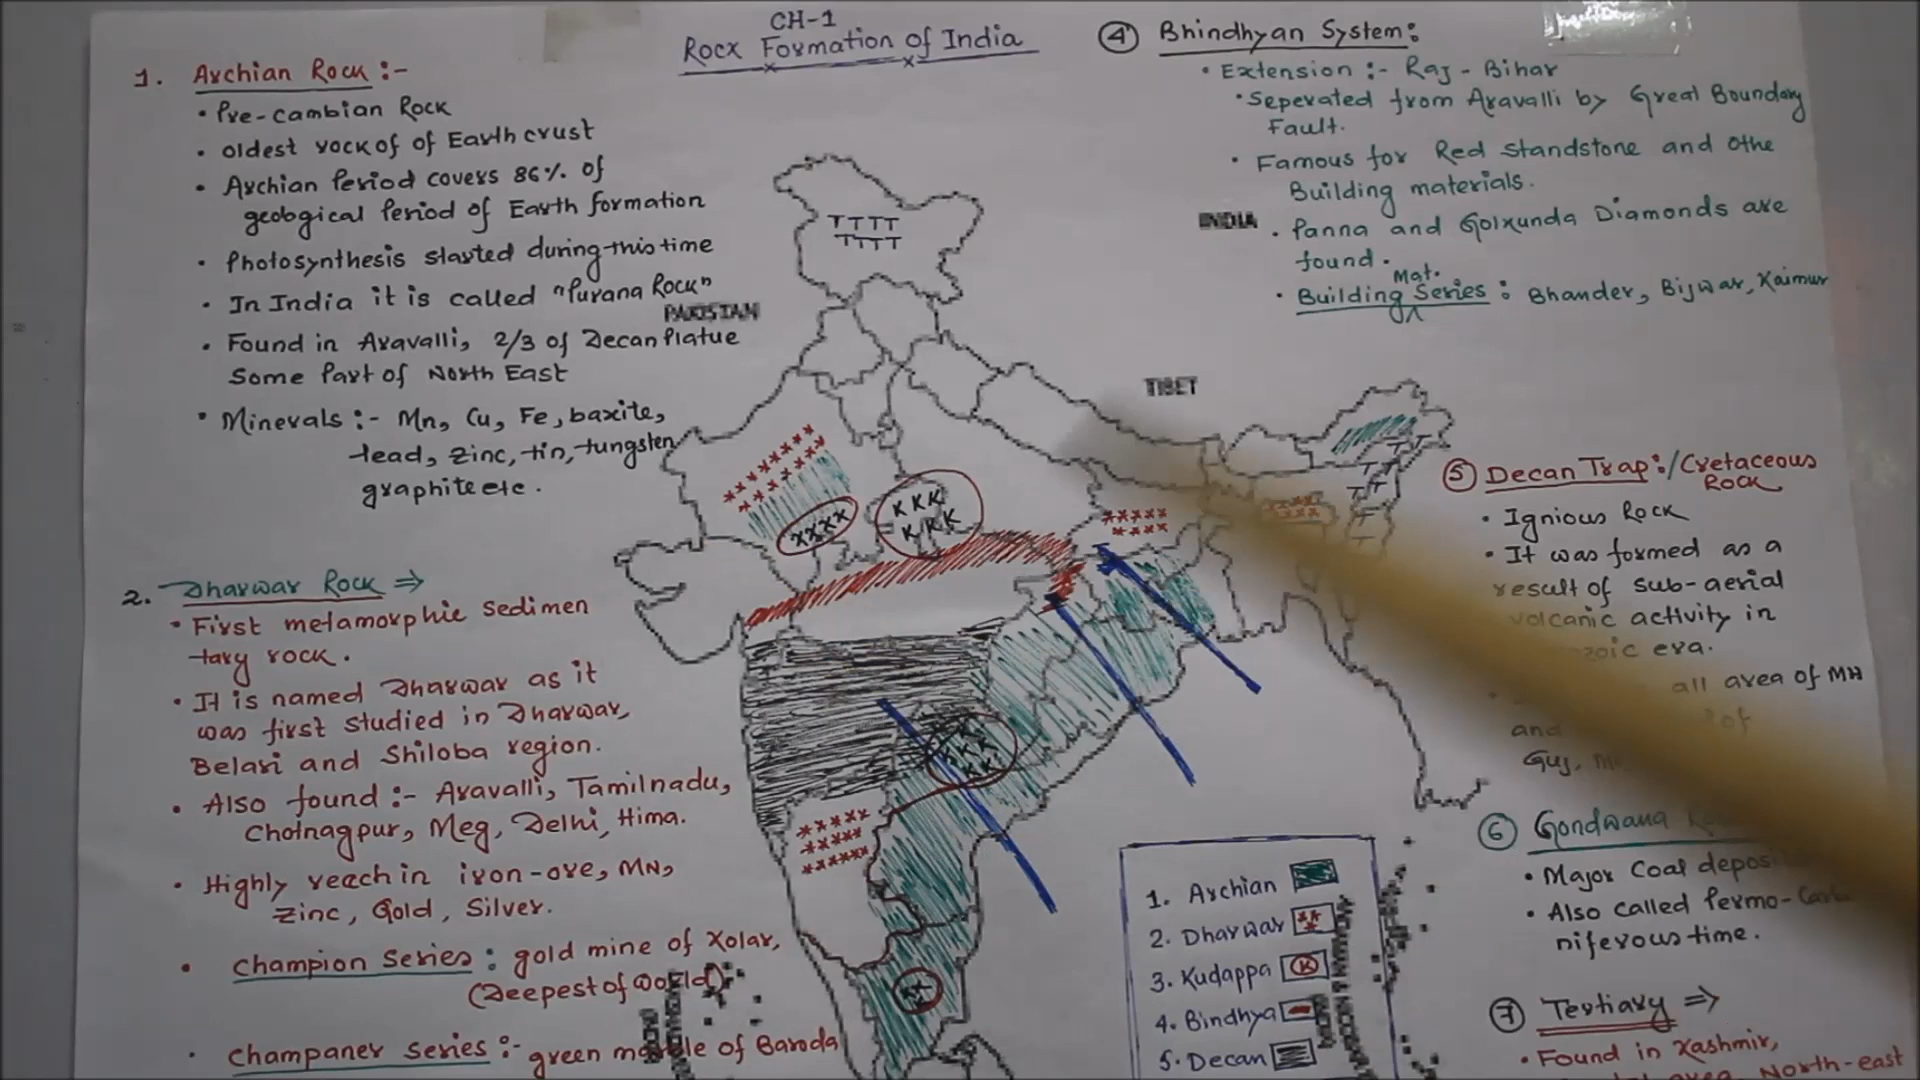 CH-1
Rocx Formation of India
1. Archian Rock :-
• Pre-cambian Rock
• oldest rock of of Earth crust
• Archian Period covers 86% of
geological Period of Earth formation
• Photosynthesis started during this time
• In India it is called "Purana Rock"
• Found in Aravalli, 2/3 of Decan Platue
Some Part of North East
• Minerals :- Mn, Cu, Fe, baxite,
lead, zinc, tin, tungsten
graphite etc.
2. Dharwar Rock ⇒
• First metamorphic sedimen
tary rock.
• It is named Dharwar as it
was first studied in Dharwar,
Belari and Shiloba region.
• Also found :- Aravalli, Tamilnadu,
Chotnagpur, Meg, Delhi, Hima.
• Highly reach in iron-ore, MN,
Zinc, Gold, Silver.
• Champion Series : gold mine of Kolar,
(Deepest of world)
• Champaner series :- green marble of Baroda
PAKISTAN
TIBET
INDIA
TTTT
TTTT
XXXX
KKK
KKK
1. Archian
2. Dharwar
3. Kudappa
4. Bindhya
5. Decan
4 Bhindhyan System :
• Extension :- Raj - Bihar
• Seperated from Aravalli by Great Boundary
Fault.
• Famous for Red Standstone and Othe
Building materials.
• Panna and Golkunda Diamonds are
found.
Mat.
• Building Series : Bhander, Bijwar, Kaimur
5 Decan Trap :/Cretaceous
Rock
• Ignious Rock
• It was formed as a
result of sub-aerial
volcanic activity in
zoic era.
all area of MH
and of
Guj,
6 Gondwana
• Major Coal
• Also called Permo-
niferous time.
7 Tertiary ⇒
• Found in Kashmir,
North-east